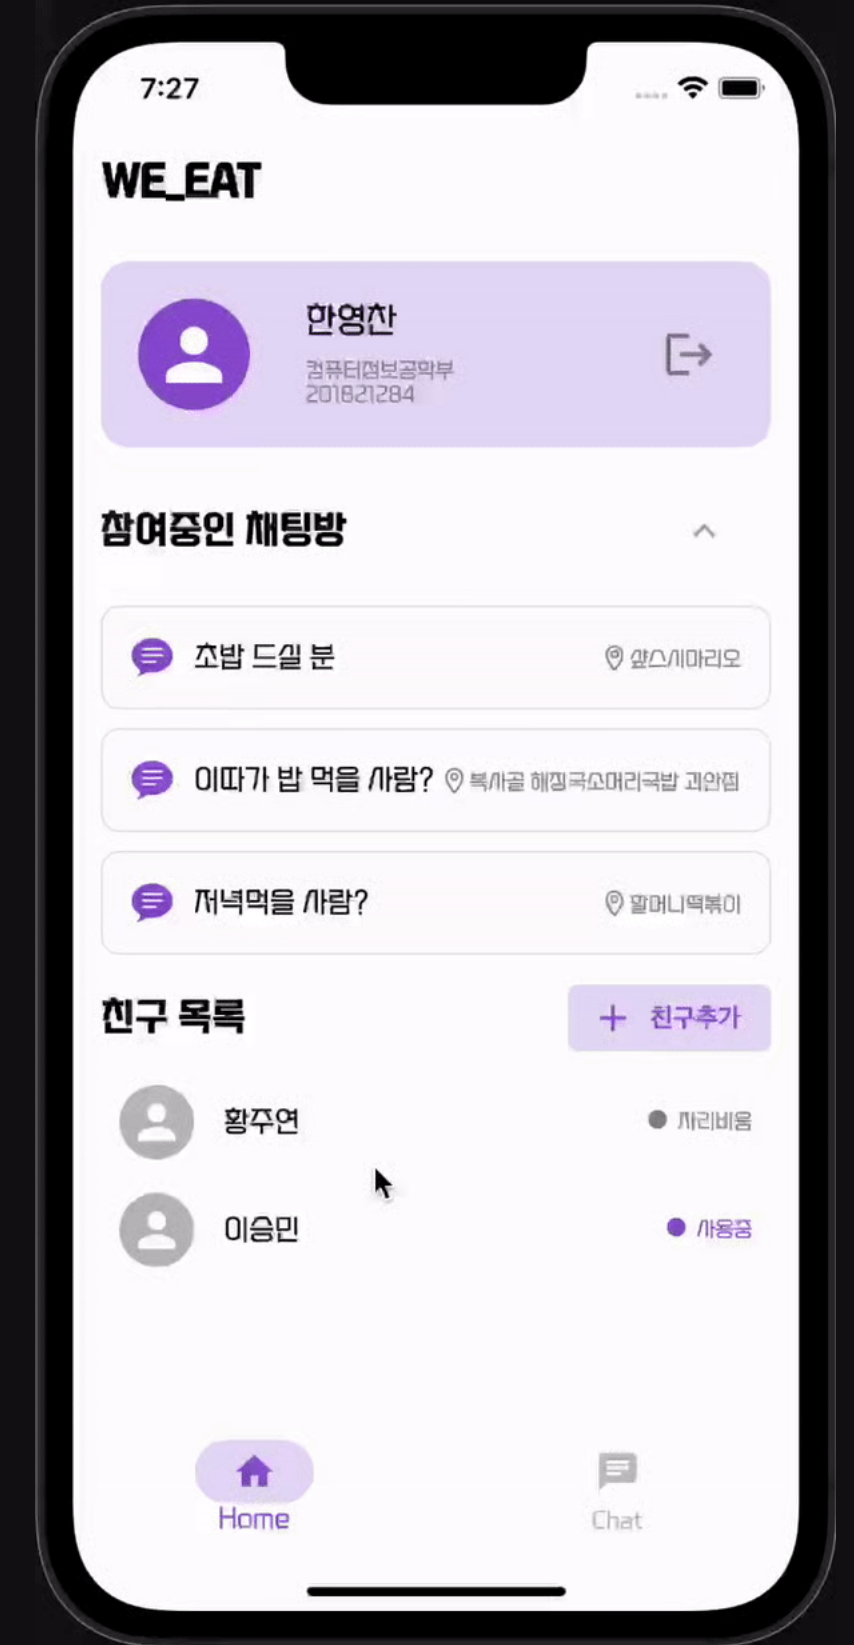 7:27
WE_EAT
한영찬
컴퓨터정보공학부
201821284
참여중인 채팅방
초밥 드실 분
샾스시마리오
이따가 밥 먹을 사람?
복사골 해장국소머리국밥 괴안점
저녁먹을 사람?
할머니떡볶이
친구 목록
친구추가
황주연
자리비움
이승민
사용중
Home
Chat